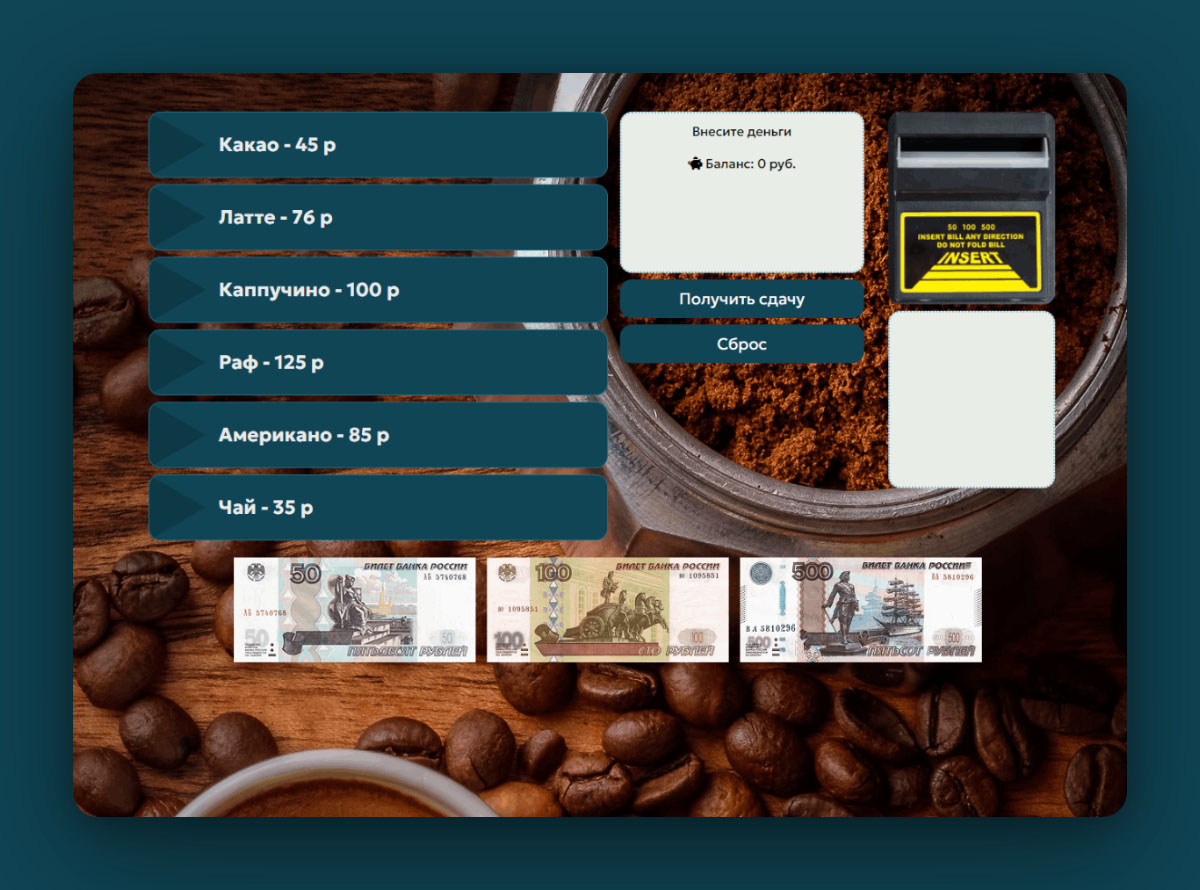 Какао - 45 р
Латте - 76 р
Каппучино - 100 р
Раф - 125 р
Американо - 85 р
Чай - 35 р
Внесите деньги
Баланс: 0 руб.
Получить сдачу
Сброс
50 100 500
INSERT BILL ANY DIRECTION
DO NOT FOLD BILL
INSERT
50
БИЛЕТ БАНКА РОССИИ
АБ 5740768
АБ 5740768
50
50
ПЯТЬДЕСЯТ РУБЛЕЙ
100
БИЛЕТ БАНКА РОССИИ
1095851
1095851
100
100
СТО РУБЛЕЙ
500
БИЛЕТ БАНКА РОССИИ
ВА 5810296
ВА 5810296
500
500
ПЯТЬСОТ РУБЛЕЙ